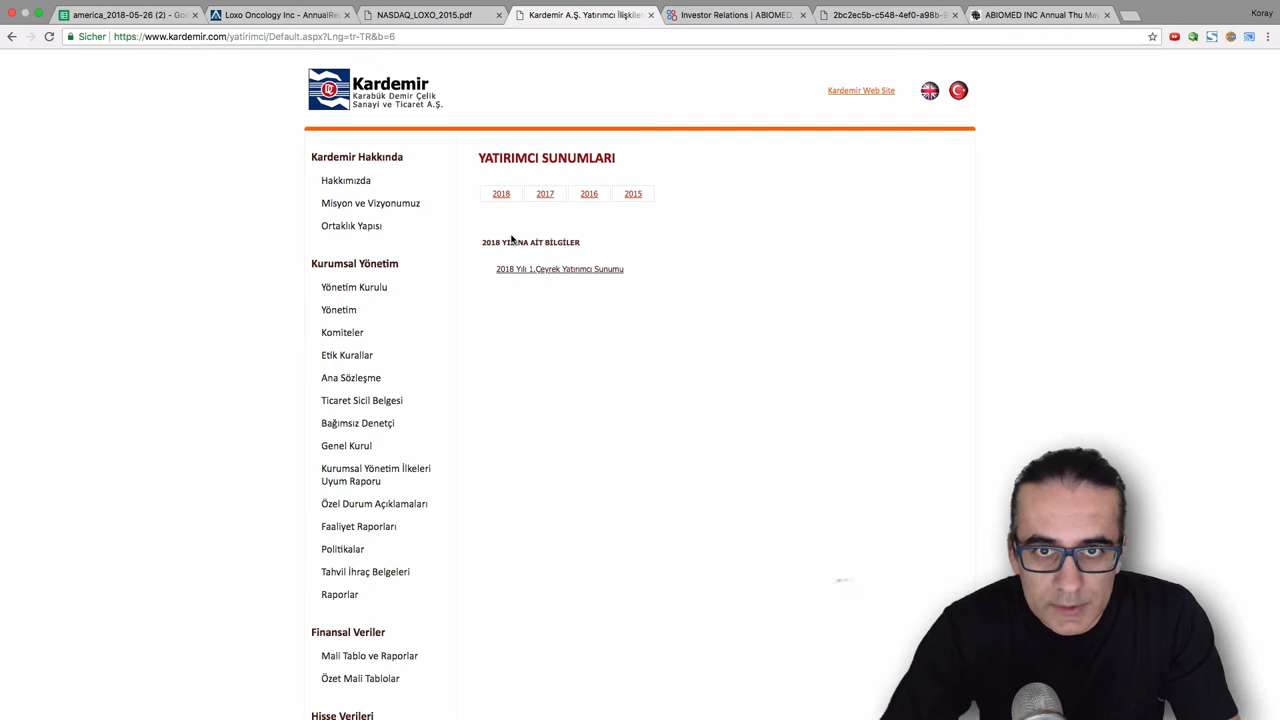 america_2018-05-26 (2) - Go
Loxo Oncology Inc - AnnualRe
NASDAQ_LOXO_2015.pdf
Kardemir A.Ş. Yatırımcı İlişkiler
Investor Relations | ABIOMED,
2bc2ec5b-c548-4ef0-a98b-9
ABIOMED INC Annual Thu May
Koray
Sicher
https://www.kardemir.com/yatirimci/Default.aspx?Lng=tr-TR&b=6
Kardemir
Karabük Demir Çelik
Sanayi ve Ticaret A.Ş.
Kardemir Web Site
Kardemir Hakkında
Hakkımızda
Misyon ve Vizyonumuz
Ortaklık Yapısı
Kurumsal Yönetim
Yönetim Kurulu
Yönetim
Komiteler
Etik Kurallar
Ana Sözleşme
Ticaret Sicil Belgesi
Bağımsız Denetçi
Genel Kurul
Kurumsal Yönetim İlkeleri
Uyum Raporu
Özel Durum Açıklamaları
Faaliyet Raporları
Politikalar
Tahvil İhraç Belgeleri
Raporlar
Finansal Veriler
Mali Tablo ve Raporlar
Özet Mali Tablolar
Hisse Verileri
YATIRIMCI SUNUMLARI
2018 2017 2016 2015
2018 YILINA AİT BİLGİLER
2018 Yılı 1.Çeyrek Yatırımcı Sunumu